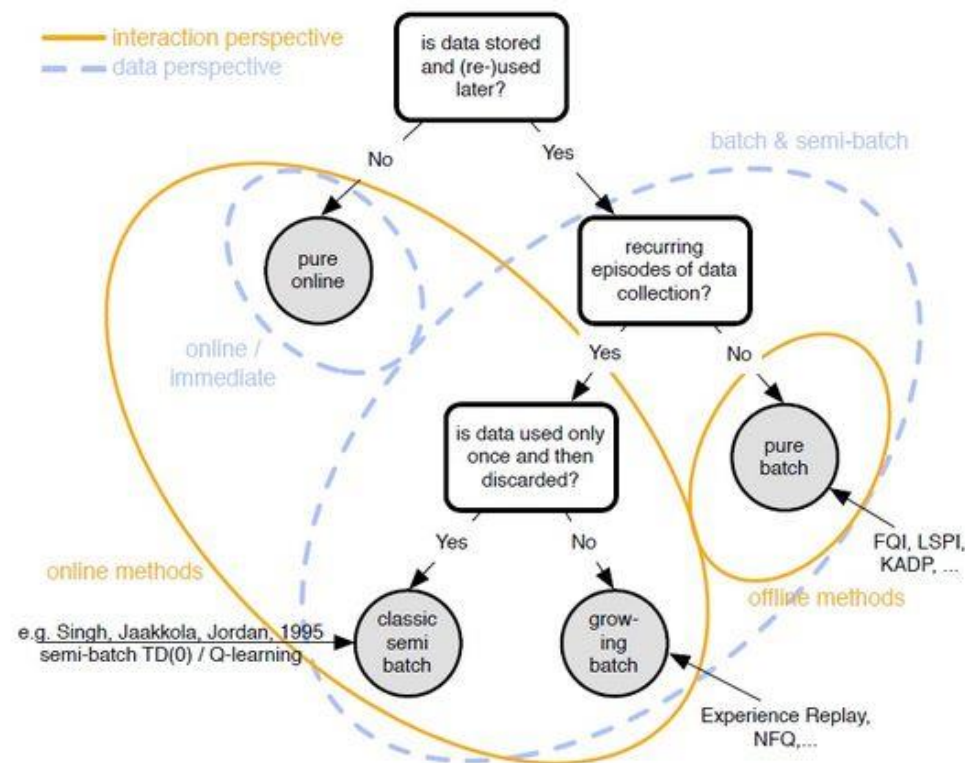 interaction perspective
data perspective
is data stored
and (re-)used
later?
No
Yes
batch & semi-batch
pure
online
recurring
episodes of data
collection?
online /
immediate
Yes
No
is data used only
once and then
discarded?
pure
batch
Yes
No
FQI, LSPI,
KADP, ...
online methods
offline methods
e.g. Singh, Jaakkola, Jordan, 1995
semi-batch TD(0) / Q-learning
classic
semi
batch
grow-
ing
batch
Experience Replay,
NFQ,...